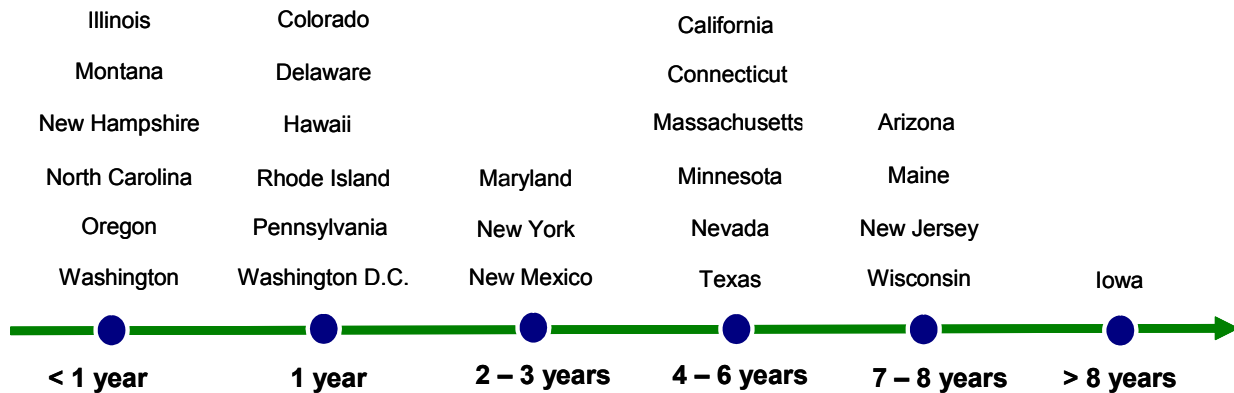 Illinois
Montana
New Hampshire
North Carolina
Oregon
Washington
< 1 year
Colorado
Delaware
Hawaii
Rhode Island
Pennsylvania
Washington D.C.
1 year
Maryland
New York
New Mexico
2 – 3 years
California
Connecticut
Massachusetts
Minnesota
Nevada
Texas
4 – 6 years
Arizona
Maine
New Jersey
Wisconsin
7 – 8 years
Iowa
> 8 years